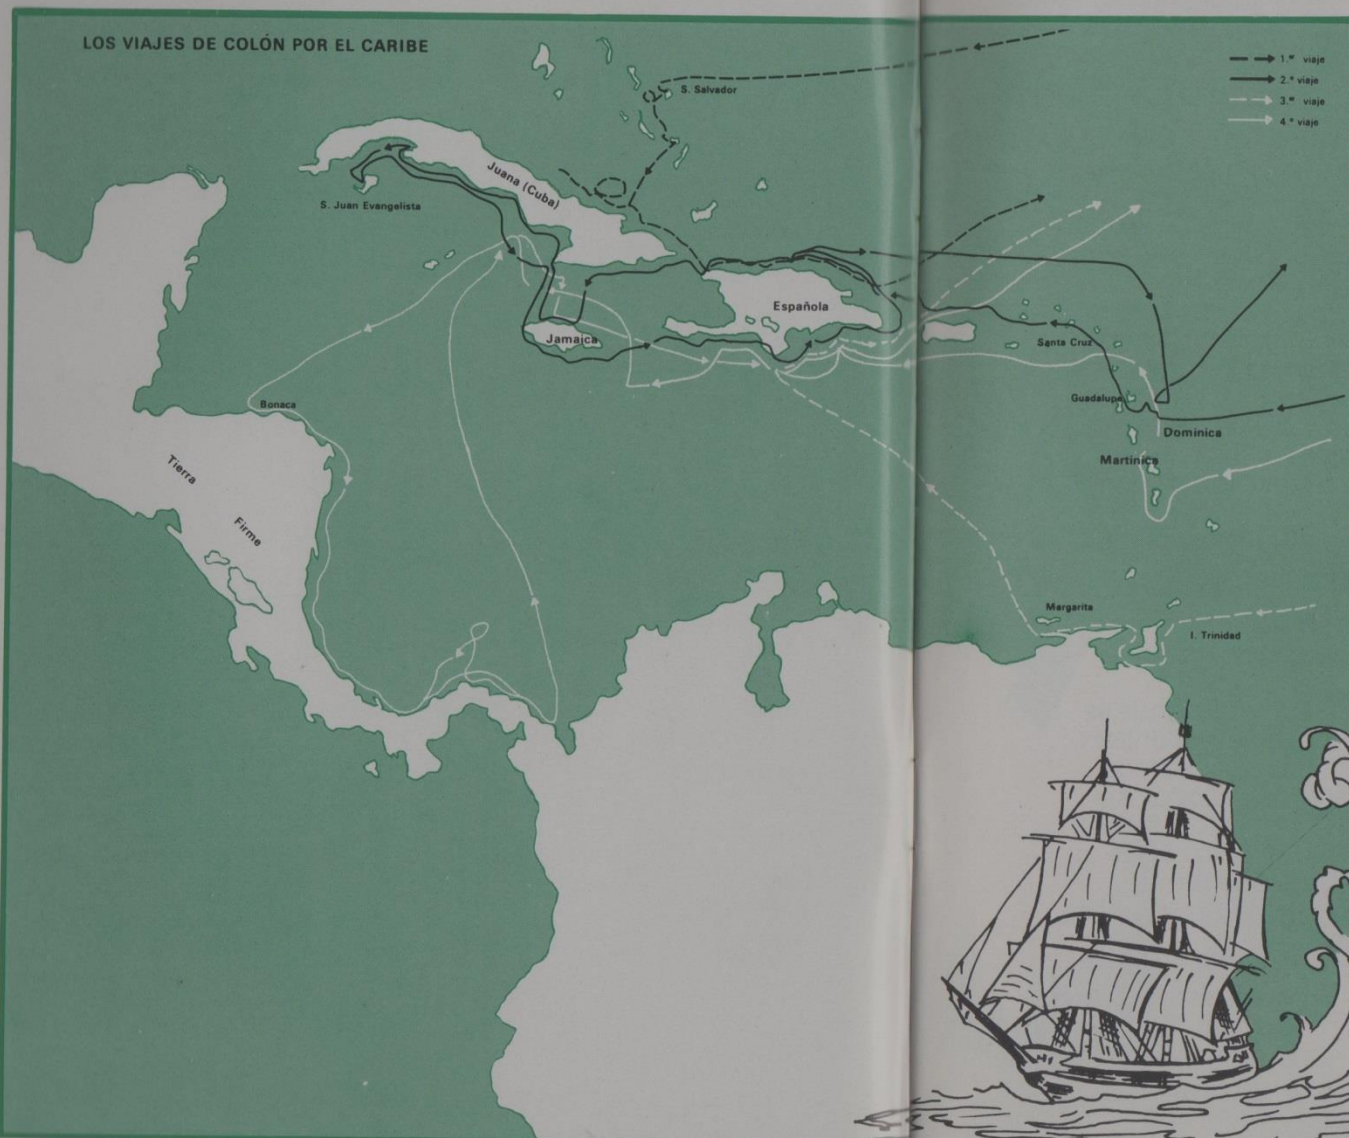 LOS VIAJES DE COLÓN POR EL CARIBE
1.er viaje
2.º viaje
3.er viaje
4.º viaje
S. Salvador
Juana (Cuba)
S. Juan Evangelista
Española
Jamaica
Santa Cruz
Bonaca
Guadalupe
Dominica
Martinica
Tierra
Firme
Margarita
I. Trinidad